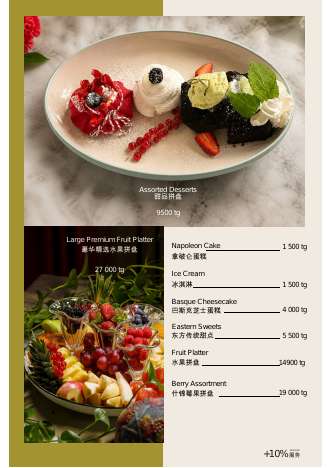 Assorted Desserts
甜品拼盘
9500 tg
Large Premium Fruit Platter
豪华精选水果拼盘
27 000 tg
Napoleon Cake 1 500 tg
拿破仑蛋糕
Ice Cream
冰淇淋 1 500 tg
Basque Cheesecake
巴斯克芝士蛋糕 4 000 tg
Eastern Sweets
东方传统甜点 5 500 tg
Fruit Platter
水果拼盘 14900 tg
Berry Assortment
什锦莓果拼盘 19 000 tg
+10% 服务